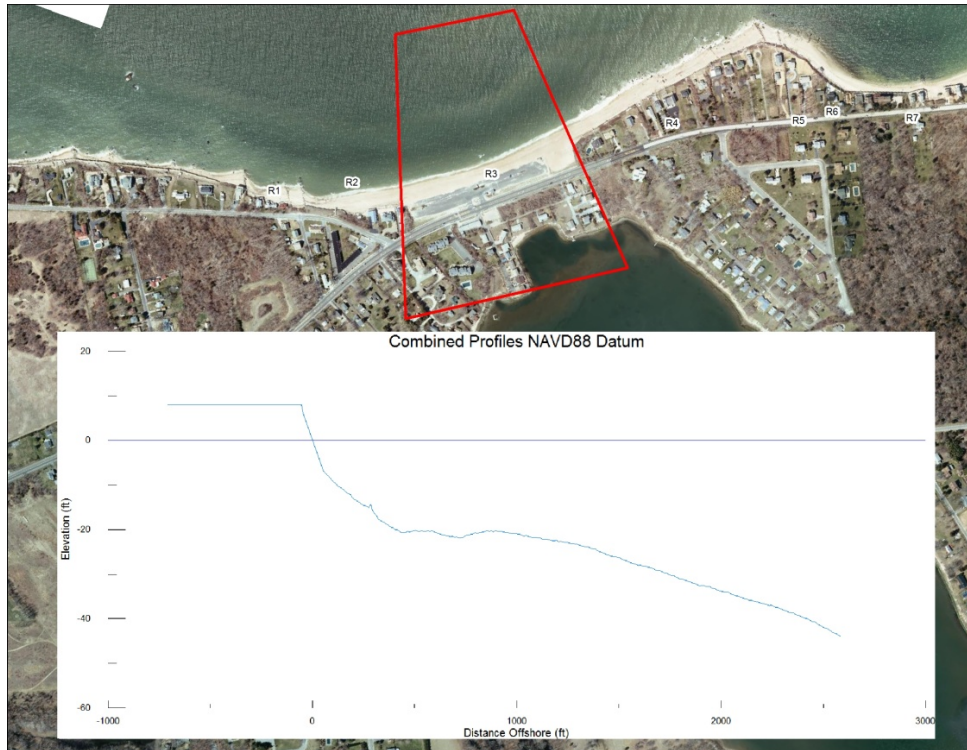 R1
R2
R3
R4
R5
R6
R7
Combined Profiles NAVD88 Datum
20
0
-20
-40
-60
Elevation (ft)
-1000
0
1000
2000
3000
Distance Offshore (ft)